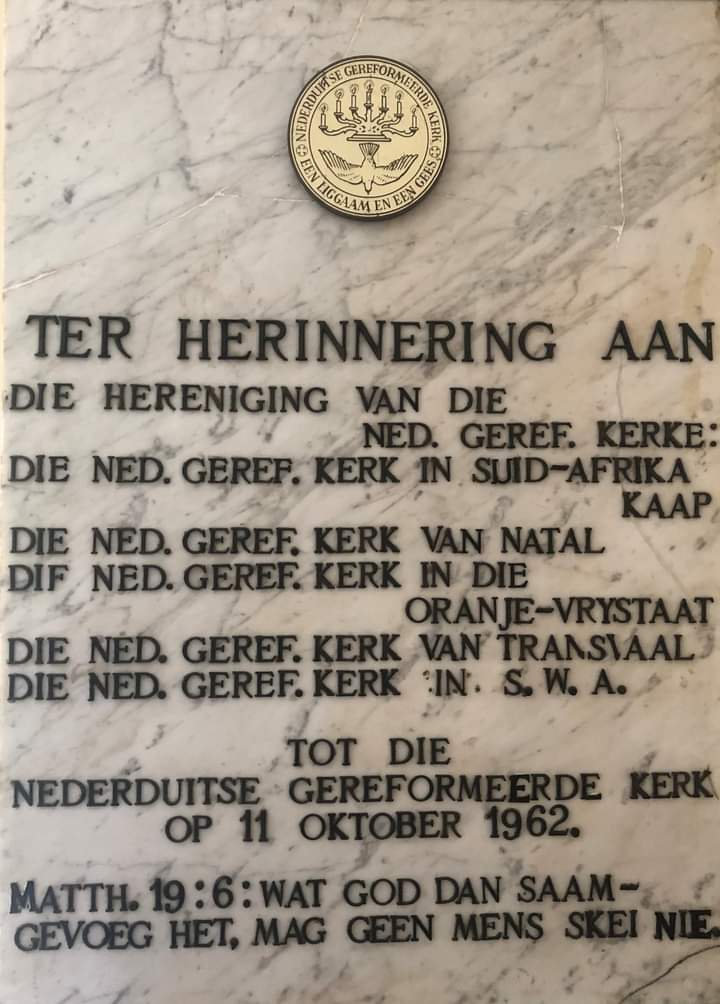 NEDERDUITSE GEREFORMEERDE KERK
EEN LIGGAAM EN EEN GEES
TER HERINNERING AAN
DIE HERENIGING VAN DIE
NED. GEREF. KERKE:
DIE NED. GEREF. KERK IN SUID-AFRIKA
KAAP
DIE NED. GEREF. KERK VAN NATAL
DIE NED. GEREF. KERK IN DIE
ORANJE-VRYSTAAT
DIE NED. GEREF. KERK VAN TRANSVAAL
DIE NED. GEREF. KERK IN S. W. A.
TOT DIE
NEDERDUITSE GEREFORMEERDE KERK
OP 11 OKTOBER 1962.
MATTH. 19:6: WAT GOD DAN SAAM-
GEVOEG HET, MAG GEEN MENS SKEI NIE.